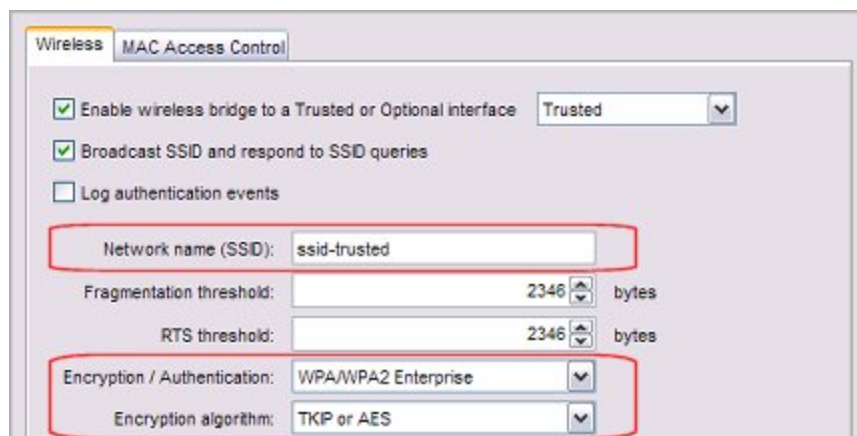 Wireless MAC Access Control
Enable wireless bridge to a Trusted or Optional interface Trusted
Broadcast SSID and respond to SSID queries
Log authentication events
Network name (SSID): ssid-trusted
Fragmentation threshold: 2346 bytes
RTS threshold: 2346 bytes
Encryption / Authentication: WPA/WPA2 Enterprise
Encryption algorithm: TKIP or AES